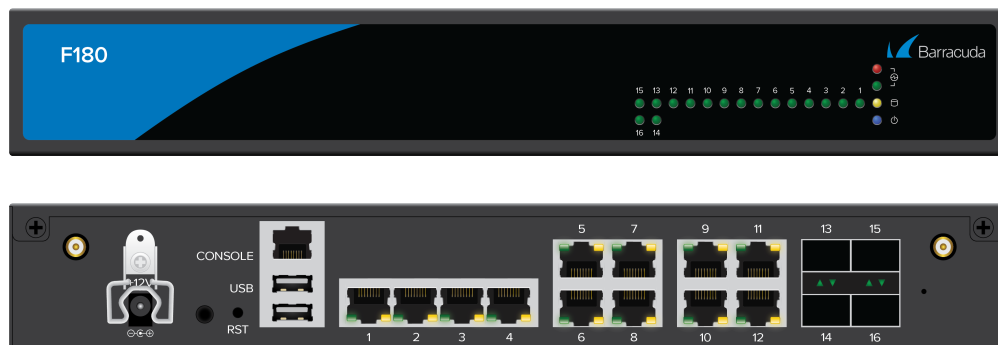 F180
Barracuda
15 13 12 11 10 9 8 7 6 5 4 3 2 1
16 14
5 7 9 11 13 15
CONSOLE
+12V
USB
RST
1 2 3 4 6 8 10 12 14 16